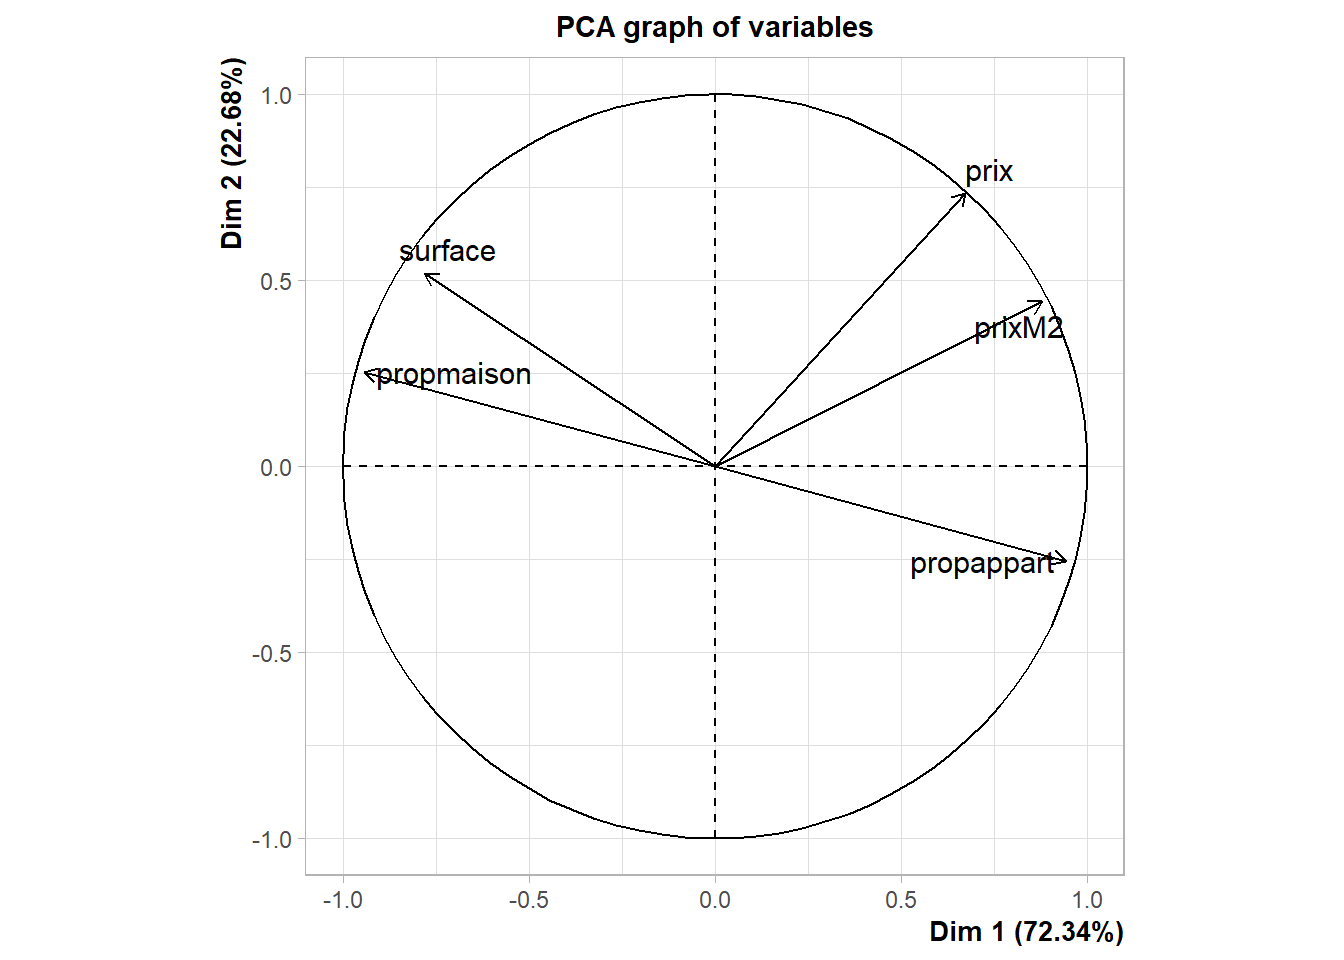 PCA graph of variables
Dim 2 (22.68%)
1.0
0.5
0.0
-0.5
-1.0
prix
surface
prixM2
propmaison
propappart
-1.0
-0.5
0.0
0.5
1.0
Dim 1 (72.34%)